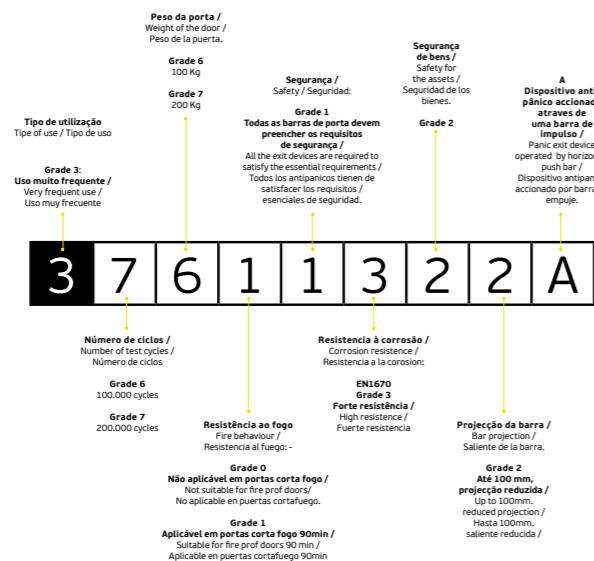 Peso da porta /
Weight of the door /
Peso de la puerta.
Grade 6
100 Kg
Grade 7
200 Kg
Segurança
de bens /
Safety for
the assets /
Seguridad de los
bienes.
Grade 2
Segurança /
Safety / Seguridad:
Grade 1
Todas as barras de porta devem
preencher os requisitos
de segurança /
All the exit devices are required to
satisfy the essential requirements /
Todos los antipanicos tienen de
satisfacer los requisitos /
esenciales de seguridad.
A
Dispositivo anti
pânico accionad
atraves de
uma barra de
impulso /
Panic exit device
operated by horizon
push bar /
Dispositivo antipan
accionado por barra
empuje.
Tipo de utilização
Tipe of use / Tipo de uso
Grade 3:
Uso muito frequente /
Very frequent use /
Uso muy frecuente
3 7 6 1 1 3 2 2 A
Número de ciclos /
Number of test cycles /
Número de ciclos
Grade 6
100.000 cycles
Grade 7
200.000 cycles
Resistência ao fogo
Fire behaviour /
Resistencia al fuego: -
Grade 0
Não aplicável em portas corta fogo /
Not suitable for fire prof doors/
No aplicable en puertas cortafuego.
Grade 1
Aplicável em portas corta fogo 90min /
Suitable for fire prof doors 90 min /
Aplicable en puertas cortafuego 90min
Resistencia à corrosão /
Corrosion resistence /
Resistencia a la corosion:
EN1670
Grade 3
Forte resistência /
High resistence /
Fuerte resistencia
Projecção da barra /
Bar projection /
Saliente de la barra.
Grade 2
Até 100 mm,
projecção reduzida /
Up to 100mm.
reduced projection /
Hasta 100mm.
saliente reducida /